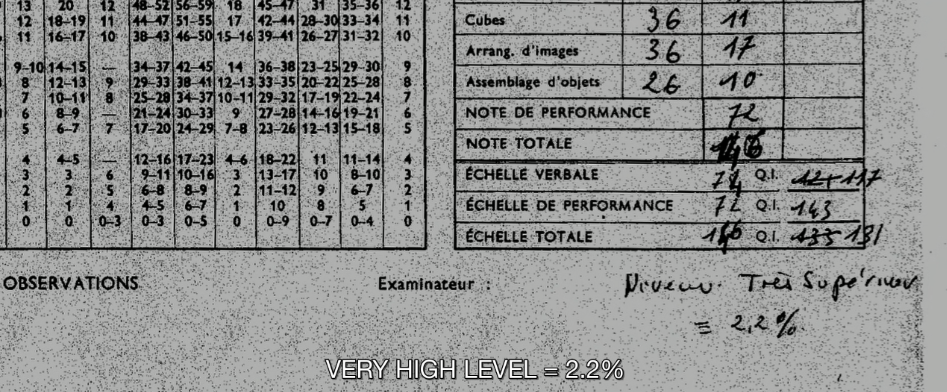 13 20 12 48–52 56–59 18 45–47 31 35–36 12
12 18–19 11 44–47 51–55 17 42–44 28–30 33–34 11
11 16–17 10 38–43 46–50 15–16 39–41 26–27 31–32 10
9–10 14–15 — 34–37 42–45 14 36–38 23–25 29–30 9
8 12–13 9 29–33 38–41 12–13 33–35 20–22 25–28 8
7 10–11 8 25–28 34–37 10–11 29–32 17–19 22–24 7
6 8–9 — 21–24 30–33 9 27–28 14–16 19–21 6
5 6–7 7 17–20 24–29 7–8 23–26 12–13 15–18 5
4 4–5 — 12–16 17–23 4–6 18–22 11 11–14 4
3 3 6 9–11 10–16 3 13–17 10 8–10 3
2 2 5 6–8 8–9 2 11–12 9 6–7 2
1 1 4 4–5 6–7 1 10 8 5 1
0 0 0–3 0–3 0–5 0 0–9 0–7 0–4 0
Cubes 36 11
Arrang. d'images 36 17
Assemblage d'objets 26 10
NOTE DE PERFORMANCE 72
NOTE TOTALE
ÉCHELLE VERBALE 74 Q.I. 117
ÉCHELLE DE PERFORMANCE 72 Q.I. 143
ÉCHELLE TOTALE 146 Q.I. 135 131
OBSERVATIONS Examinateur :
Niveau Très Supérieur
= 2,2%
VERY HIGH LEVEL = 2.2%